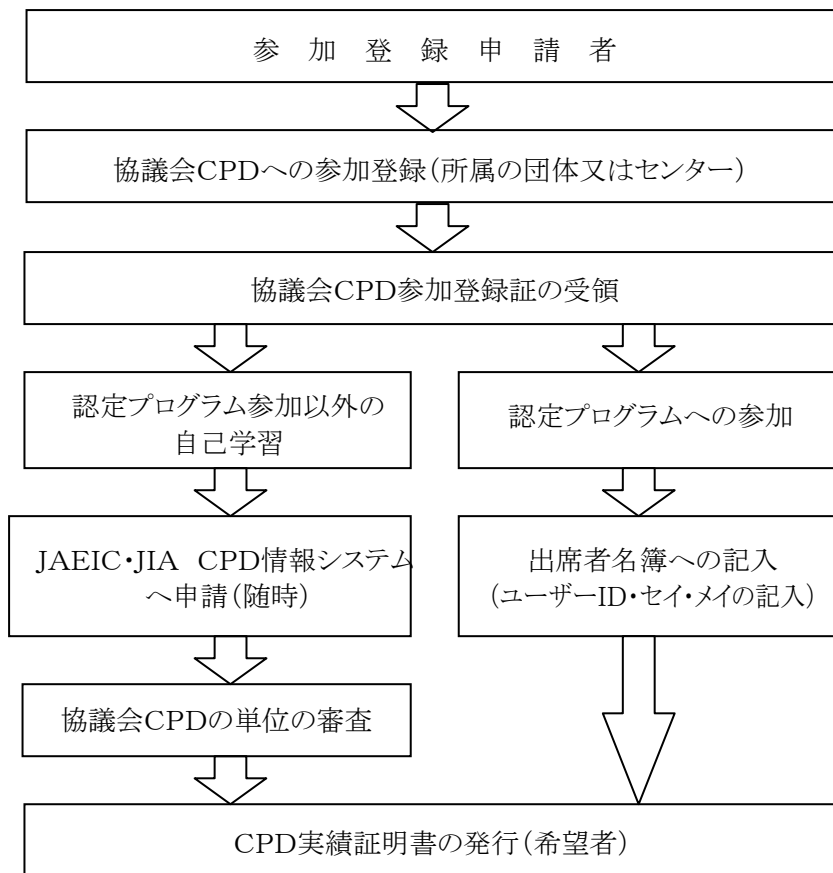 参 加 登 録 申 請 者
協議会CPDへの参加登録(所属の団体又はセンター)
協議会CPD参加登録証の受領
認定プログラム参加以外の
自己学習
認定プログラムへの参加
JAEIC・JIA CPD情報システム
へ申請(随時)
出席者名簿への記入
(ユーザーID・セイ・メイの記入)
協議会CPDの単位の審査
CPD実績証明書の発行(希望者)